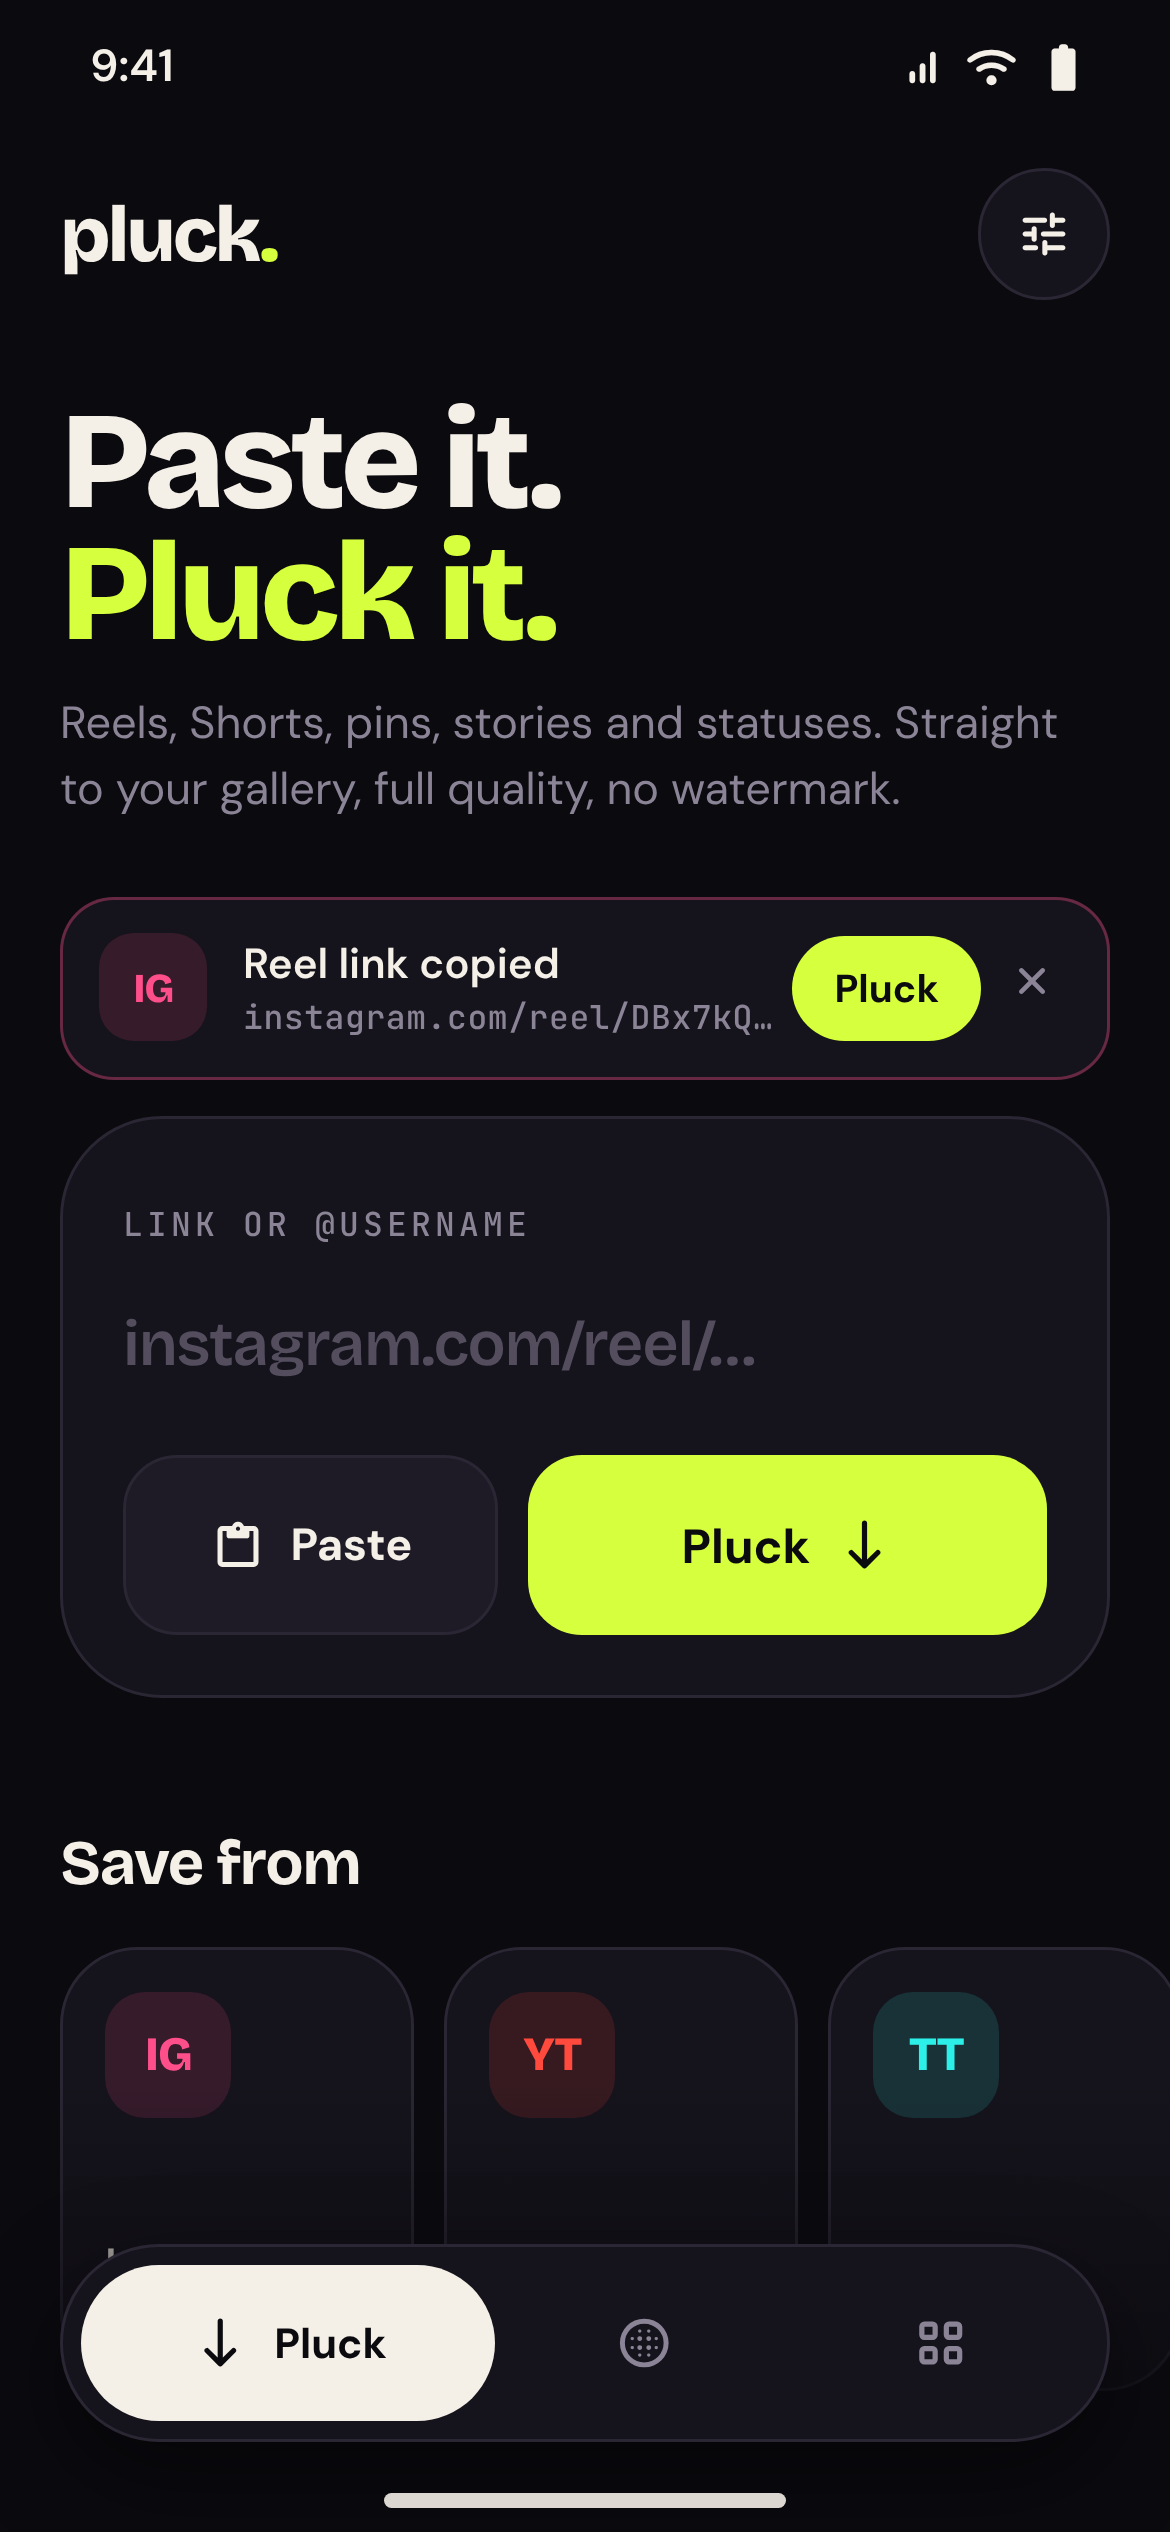 9:41
pluck.
Paste it.
Pluck it.
Reels, Shorts, pins, stories and statuses. Straight
to your gallery, full quality, no watermark.
IG
Reel link copied
instagram.com/reel/DBx7kQ…
Pluck
LINK OR @USERNAME
instagram.com/reel/...
Paste
Pluck
Save from
IG
YT
TT
Pluck